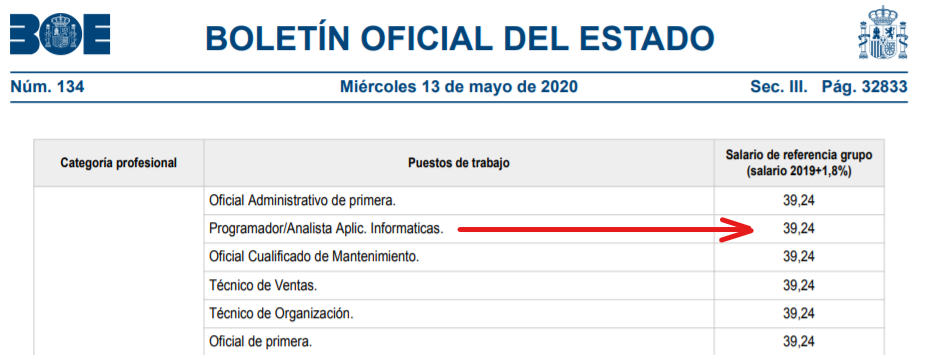 BOE
BOLETÍN OFICIAL DEL ESTADO
Núm. 134 Miércoles 13 de mayo de 2020 Sec. III. Pág. 32833
Categoría profesional Puestos de trabajo Salario de referencia grupo
(salario 2019+1,8%)
Oficial Administrativo de primera. 39,24
Programador/Analista Aplic. Informaticas. 39,24
Oficial Cualificado de Mantenimiento. 39,24
Técnico de Ventas. 39,24
Técnico de Organización. 39,24
Oficial de primera. 39,24